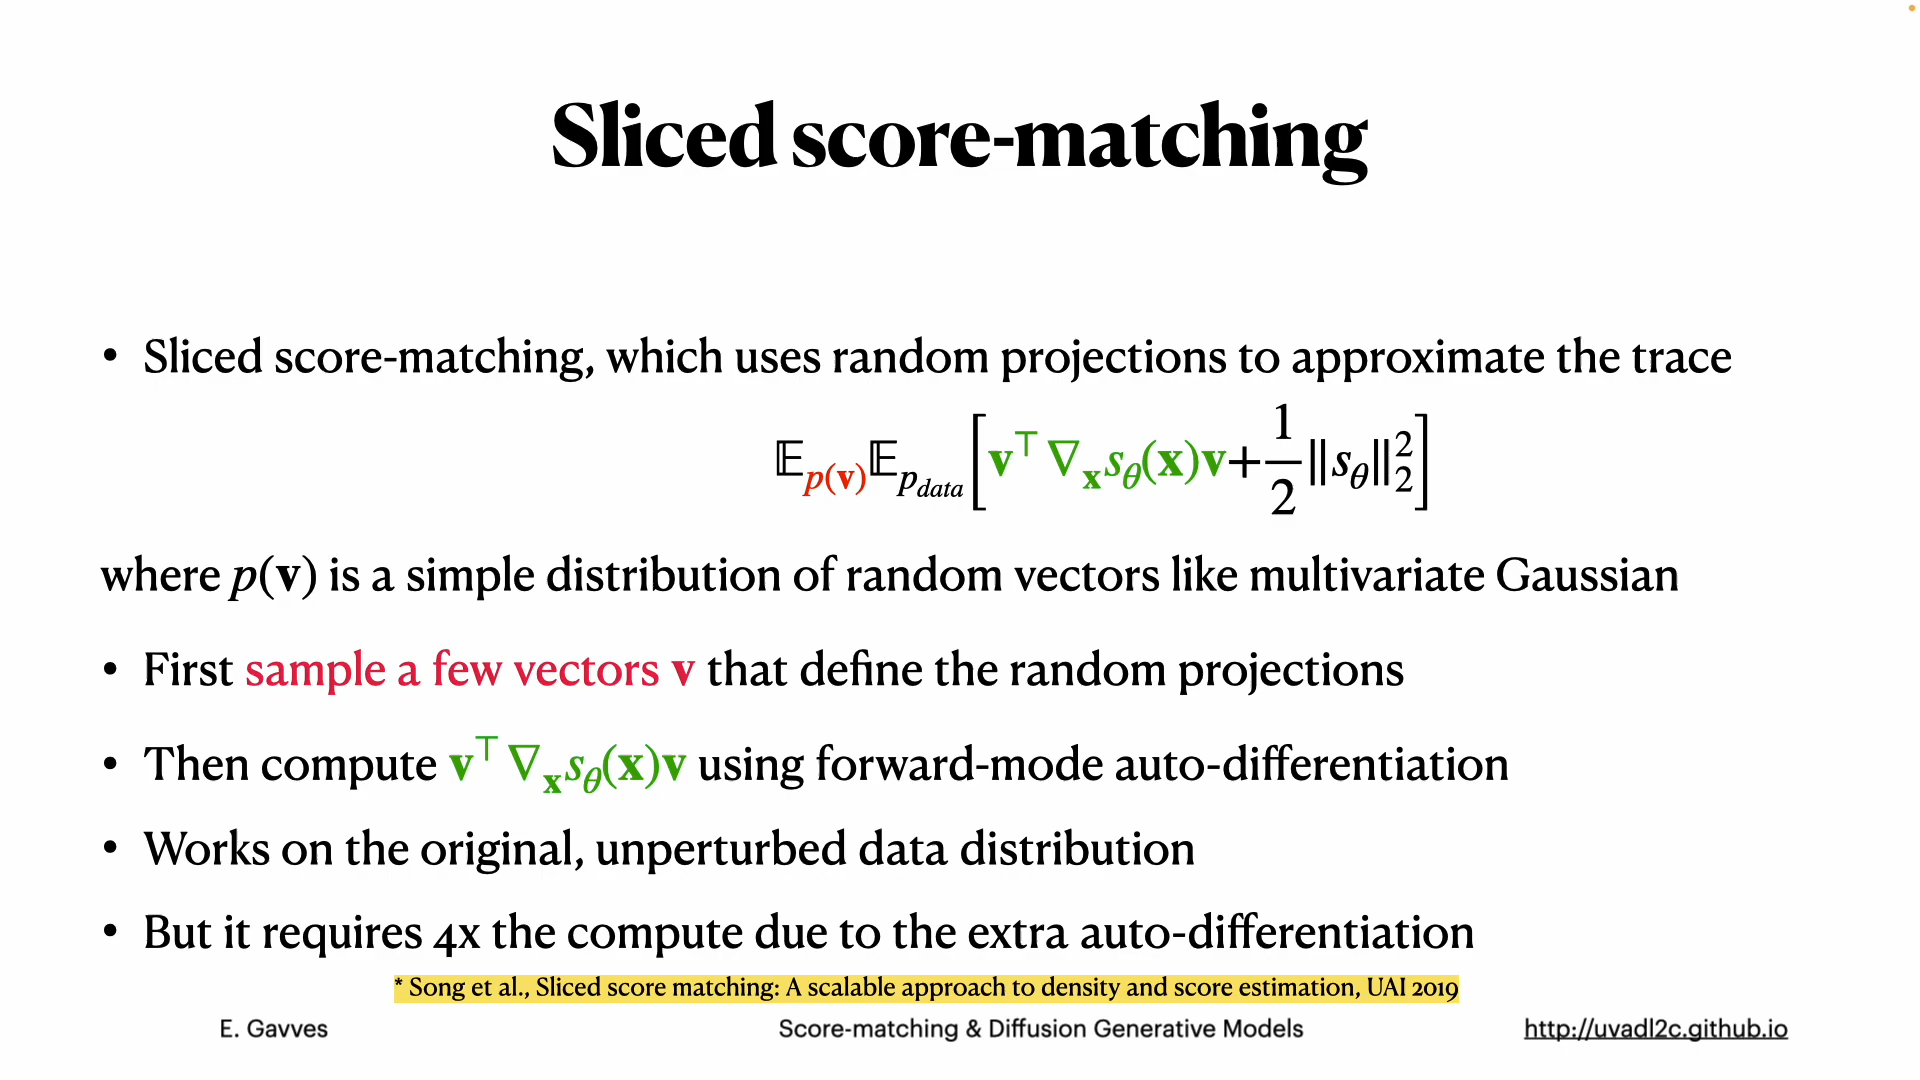 Sliced score-matching
• Sliced score-matching, which uses random projections to approximate the trace
𝔼_{p(𝐯)}𝔼_{p_{data}}[𝐯^⊤ ∇_𝐱 s_θ(𝐱)𝐯+\frac{1}{2}‖s_θ‖_2^2]
where p(𝐯) is a simple distribution of random vectors like multivariate Gaussian
• First sample a few vectors 𝐯 that define the random projections
• Then compute 𝐯^⊤ ∇_𝐱 s_θ(𝐱)𝐯 using forward-mode auto-differentiation
• Works on the original, unperturbed data distribution
• But it requires 4x the compute due to the extra auto-differentiation
* Song et al., Sliced score matching: A scalable approach to density and score estimation, UAI 2019
E. Gavves Score-matching & Diffusion Generative Models http://uvadl2c.github.io